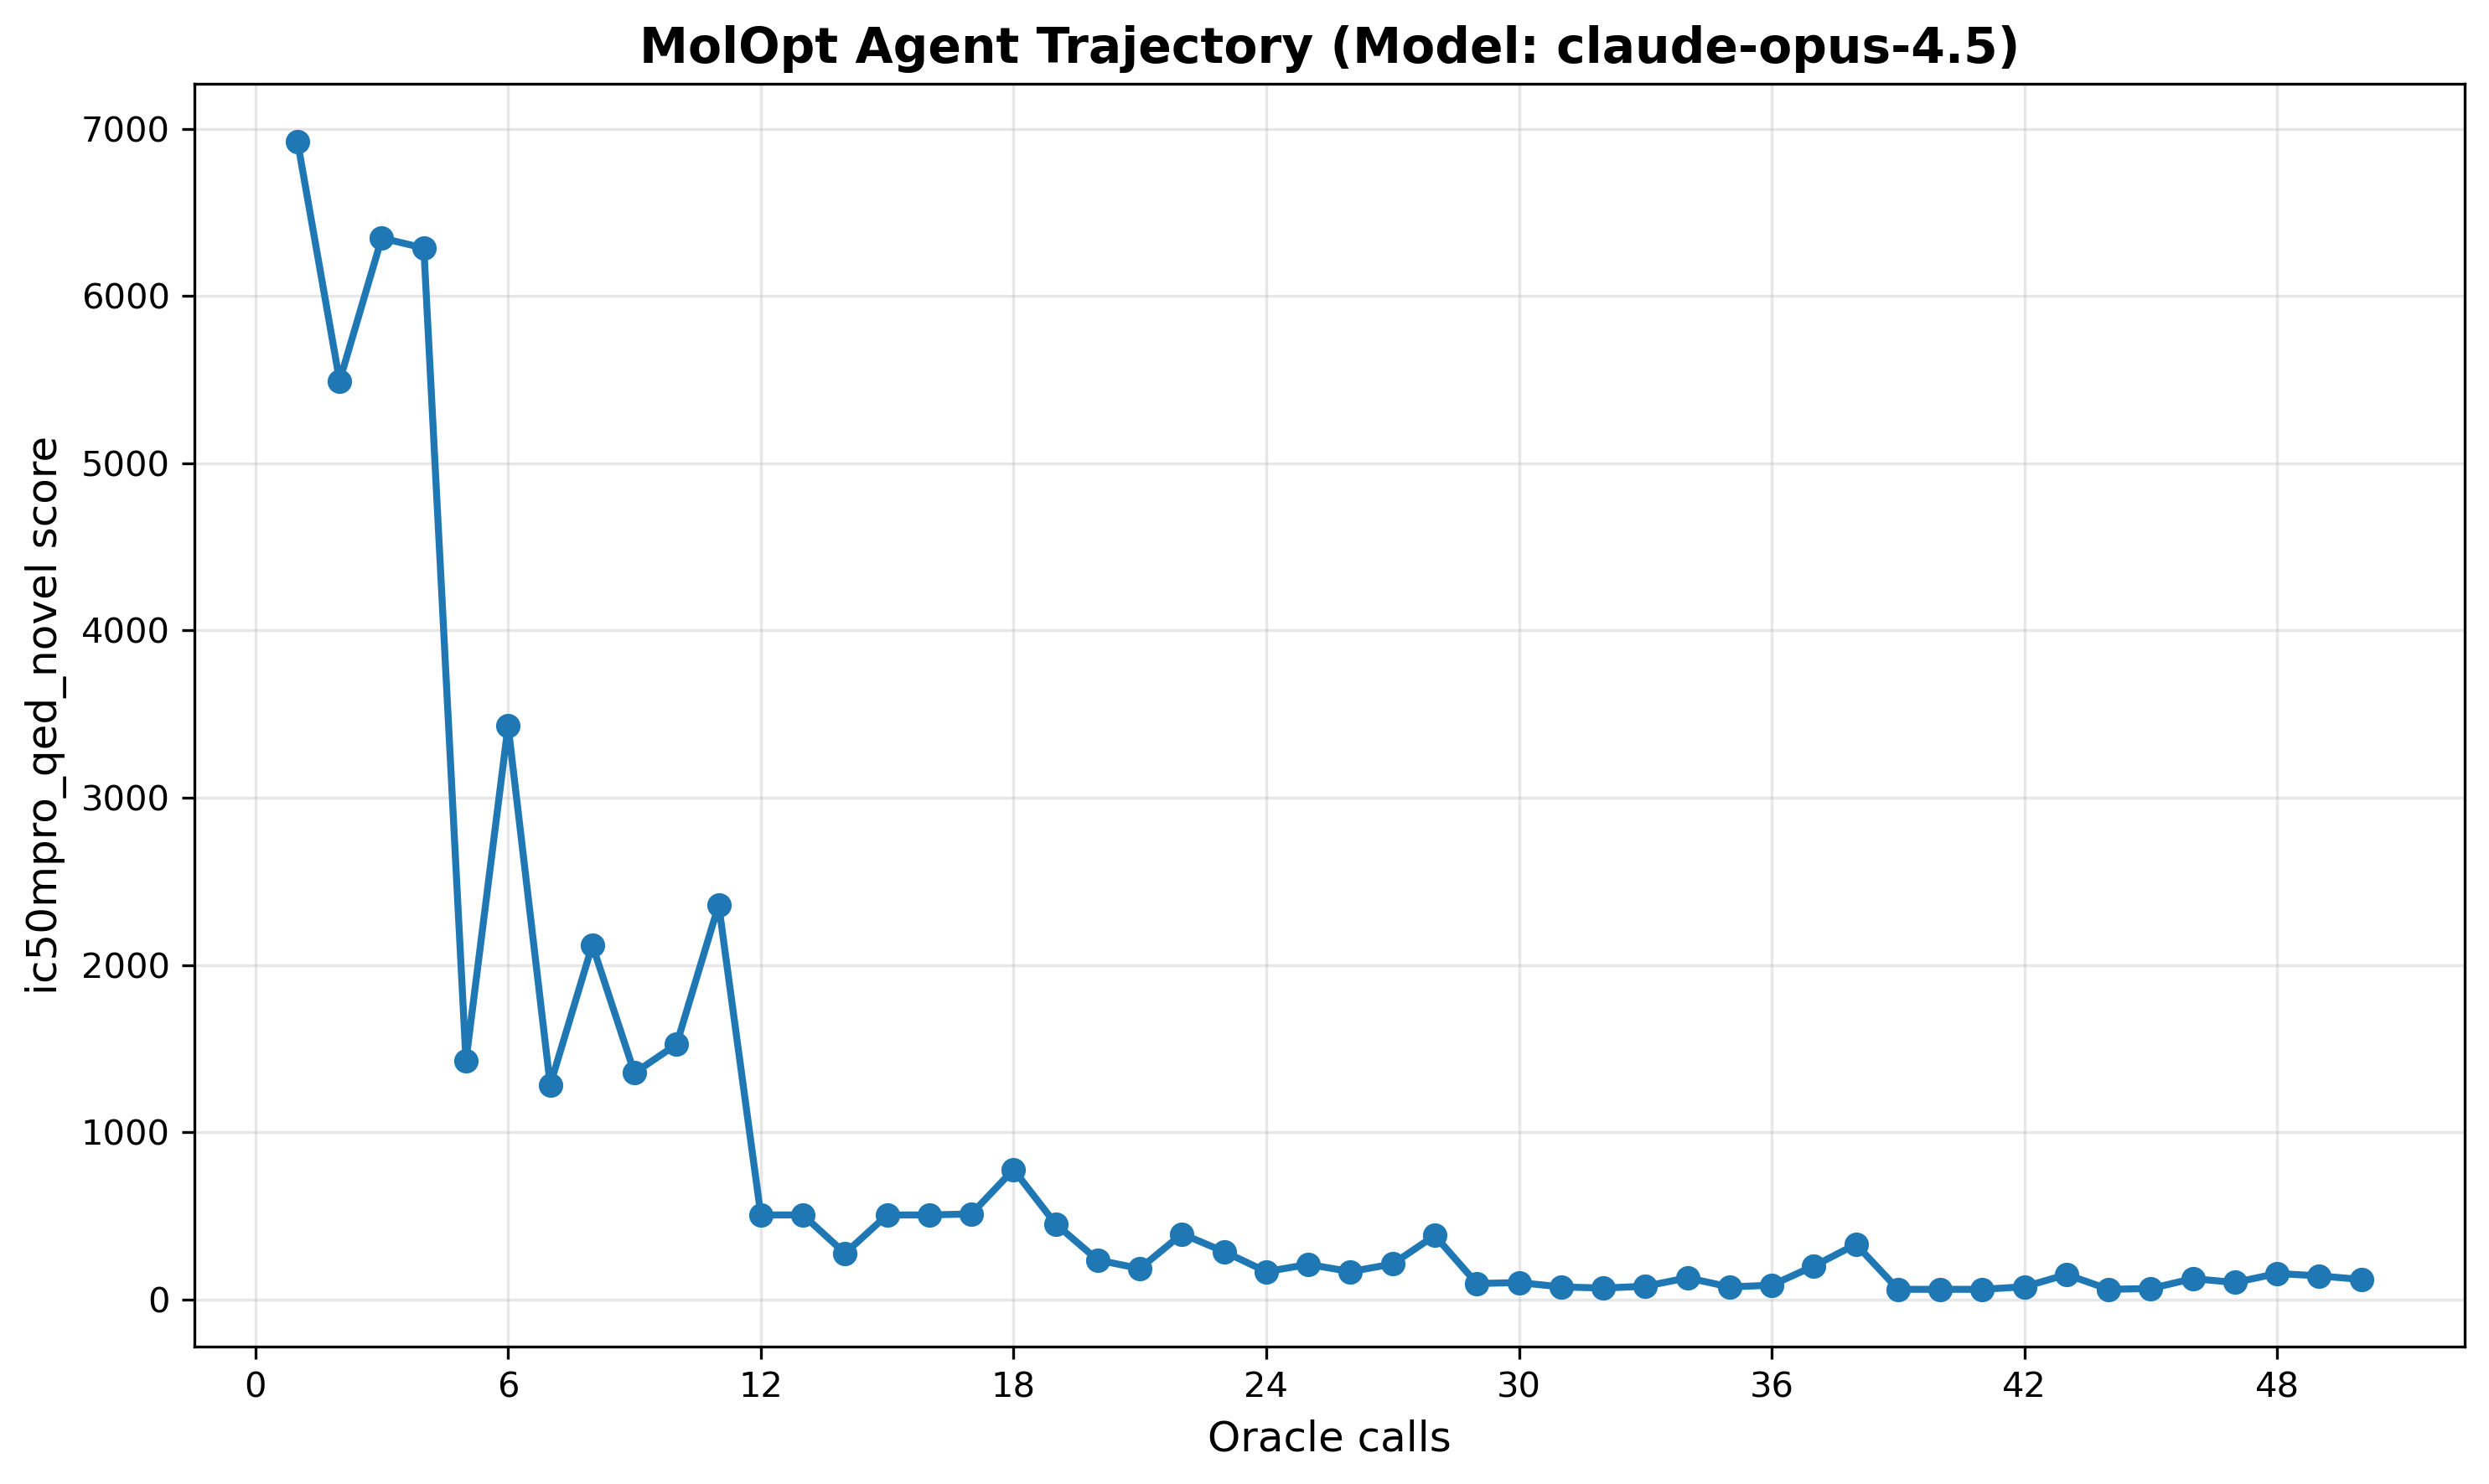 MolOpt Agent Trajectory (Model: claude-opus-4.5)
ic50mpro_qed_novel score
7000
6000
5000
4000
3000
2000
1000
0
0 6 12 18 24 30 36 42 48
Oracle calls